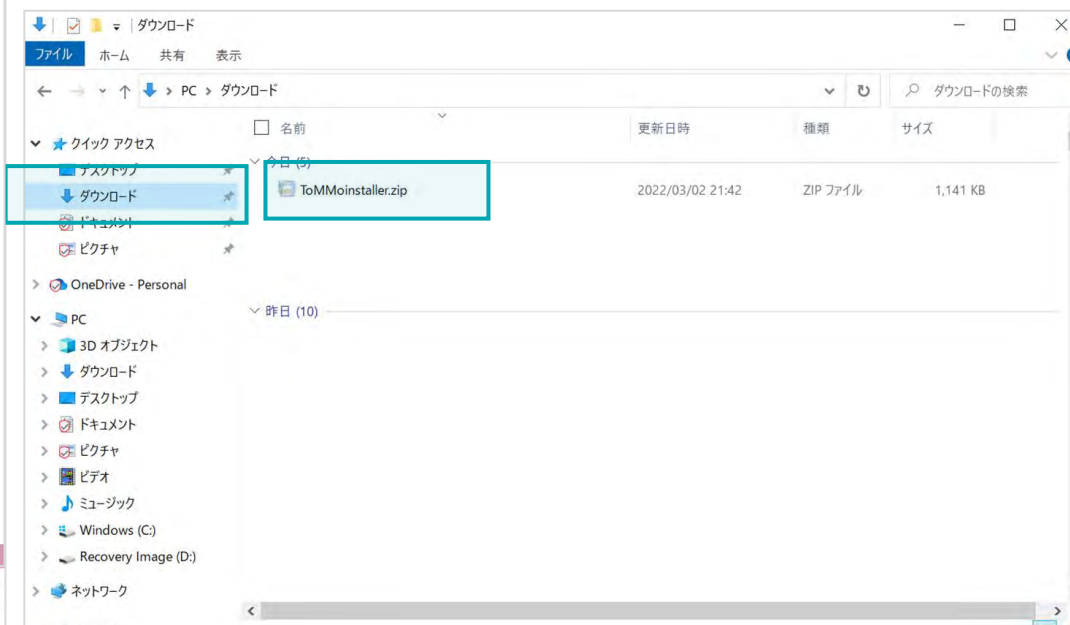 ダウンロード
ファイル ホーム 共有 表示
PC > ダウンロード ダウンロードの検索
名前 更新日時 種類 サイズ
クイック アクセス
デスクトップ
ダウンロード
ドキュメント
ピクチャ
OneDrive - Personal
PC
3D オブジェクト
ダウンロード
デスクトップ
ドキュメント
ピクチャ
ビデオ
ミュージック
Windows (C:)
Recovery Image (D:)
ネットワーク
今日 (5)
ToMMoinstaller.zip 2022/03/02 21:42 ZIP ファイル 1,141 KB
昨日 (10)